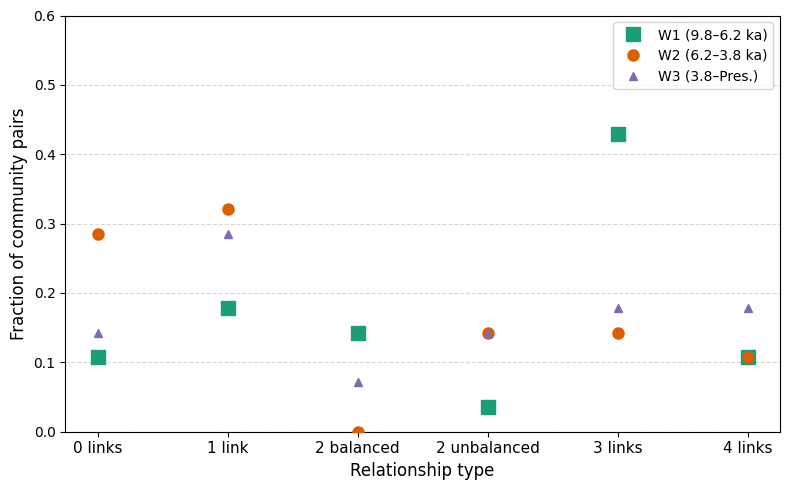 0.6
0.5
0.4
0.3
0.2
0.1
0.0
Fraction of community pairs
W1 (9.8–6.2 ka)
W2 (6.2–3.8 ka)
W3 (3.8–Pres.)
0 links
1 link
2 balanced
2 unbalanced
3 links
4 links
Relationship type